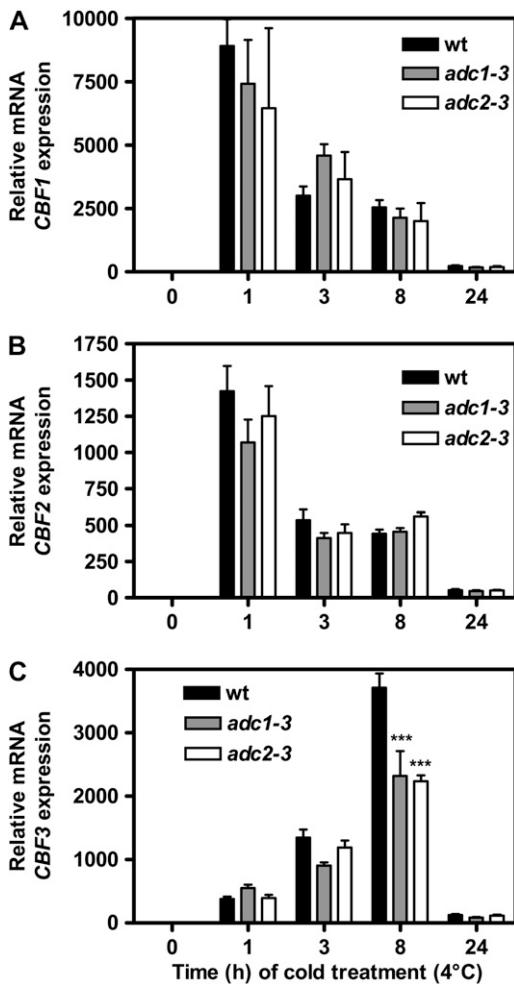 A
Relative mRNA
CBF1 expression
10000
7500
5000
2500
0
wt
adc1-3
adc2-3
0 1 3 8 24
B
Relative mRNA
CBF2 expression
1750
1500
1250
1000
750
500
250
0
wt
adc1-3
adc2-3
0 1 3 8 24
C
Relative mRNA
CBF3 expression
4000
3000
2000
1000
0
wt
adc1-3
adc2-3
***
***
0 1 3 8 24
Time (h) of cold treatment (4°C)